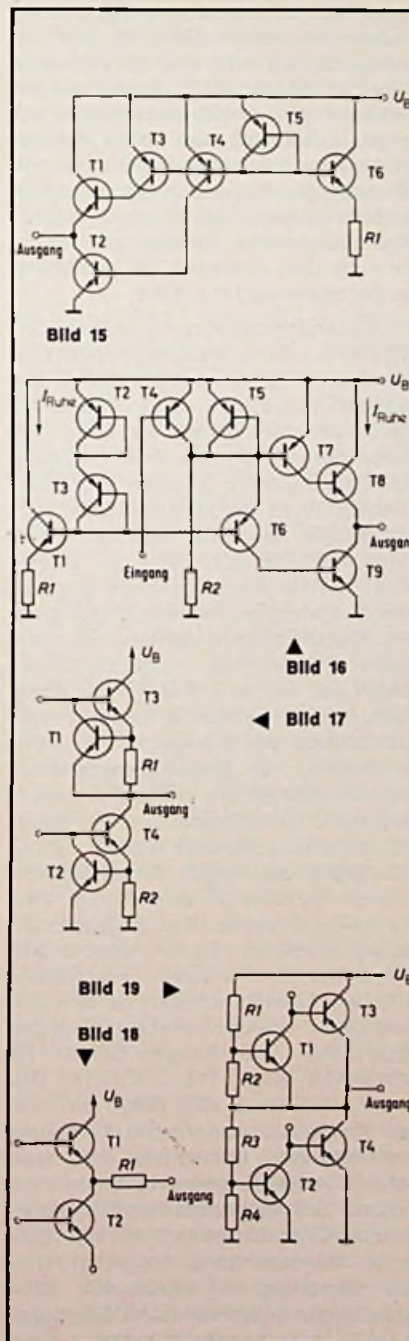 U_B
T5
T3 T4
T1 T6
Ausgang
R1
T2
Bild 15
U_B
I_Ruhe T2 T4 T5 I_Ruhe
T7
T8
T3
Ausgang
T1 T6
T9
R1 Eingang R2
Bild 16
Bild 17
U_B
T3
T1
R1
Ausgang
T4
T2
R2
Bild 19
Bild 18
U_B
R1 T3
T1
R2
Ausgang
R3 T4
T2
R4
U_B
T1
R1
Ausgang
T2